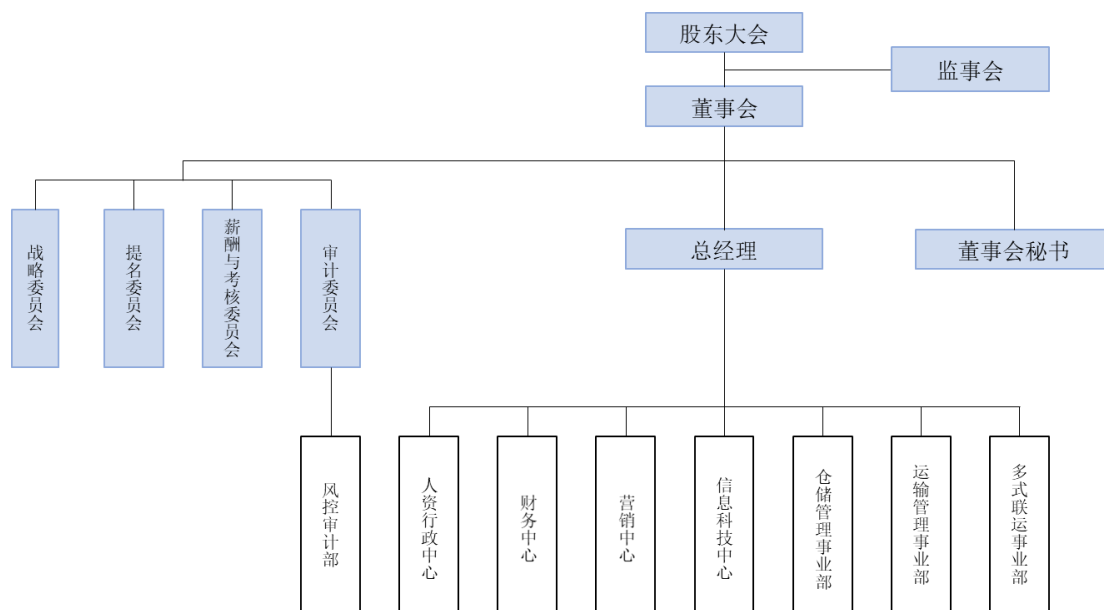 股东大会
监事会
董事会
战略委员会
提名委员会
薪酬与考核委员会
审计委员会
总经理
董事会秘书
风控审计部
人资行政中心
财务中心
营销中心
信息科技中心
仓储管理事业部
运输管理事业部
多式联运事业部